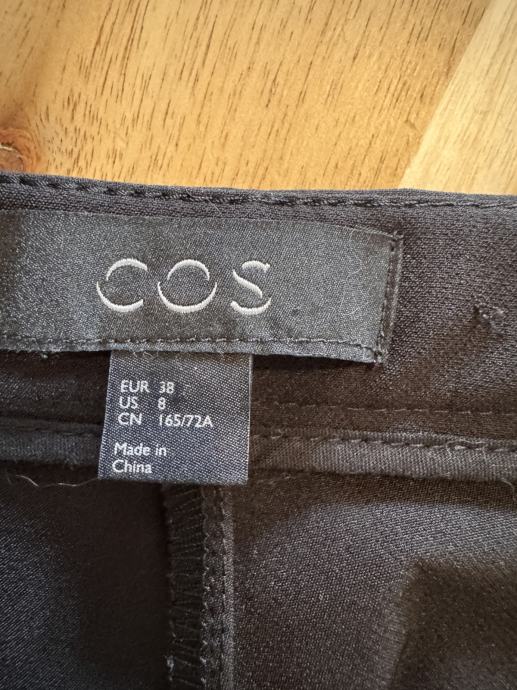 COS
EUR 38
US 8
CN 165/72A
Made in
China